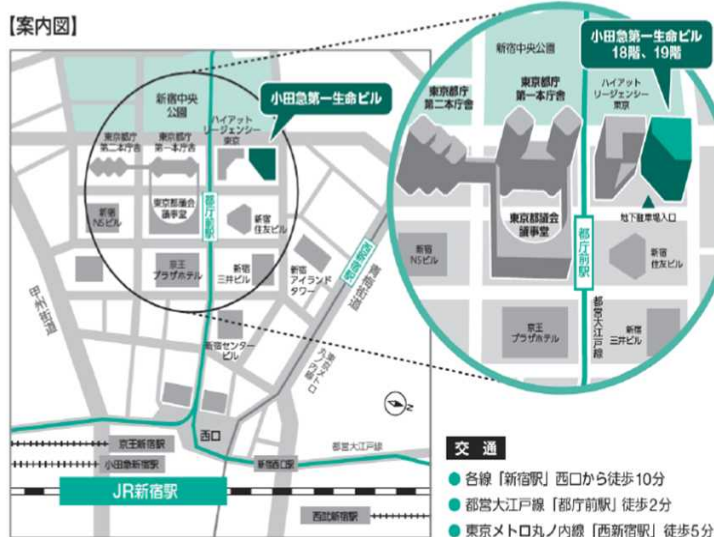 【案内図】
新宿中央
公園
小田急第一生命ビル
ハイアット
リージェンシー
東京
東京都庁
第二本庁舎
東京都庁
第一本庁舎
都庁前駅
東京都議会
議事堂
新宿
NSビル
新宿
住友ビル
京王
プラザホテル
新宿
三井ビル
新宿
アイランド
タワー
西新宿駅
青梅街道
甲州街道
新宿センター
ビル
東京メトロ
丸ノ内線
N
西口
京王新宿駅
小田急新宿駅
新宿西口駅
都営大江戸線
JR新宿駅
西武新宿駅
新宿中央公園
小田急第一生命ビル
18階、19階
東京都庁
第二本庁舎
東京都庁
第一本庁舎
ハイアット
リージェンシー
東京
地下駐車場入口
東京都議会
議事堂
都庁前駅
新宿
NSビル
新宿
住友ビル
都営大江戸線
京王
プラザホテル
新宿
三井ビル
交通
● 各線「新宿駅」西口から徒歩10分
● 都営大江戸線「都庁前駅」徒歩2分
● 東京メトロ丸ノ内線「西新宿駅」徒歩5分